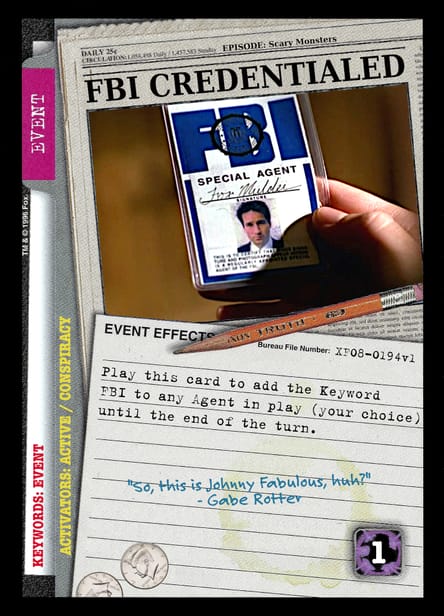 DAILY 25¢
EPISODE: Scary Monsters
FBI CREDENTIALED
EVENT
FBI
SPECIAL AGENT
Fox Mulder
SIGNATURE
TM & © 1996 Fox
EVENT EFFECTS
Bureau File Number: XF08-0194v1
Play this card to add the Keyword
FBI to any Agent in play (your choice)
until the end of the turn.
"So, this is Johnny Fabulous, huh?"
- Gabe Rotter
KEYWORDS: EVENT
ACTIVATORS: ACTIVE / CONSPIRACY
1